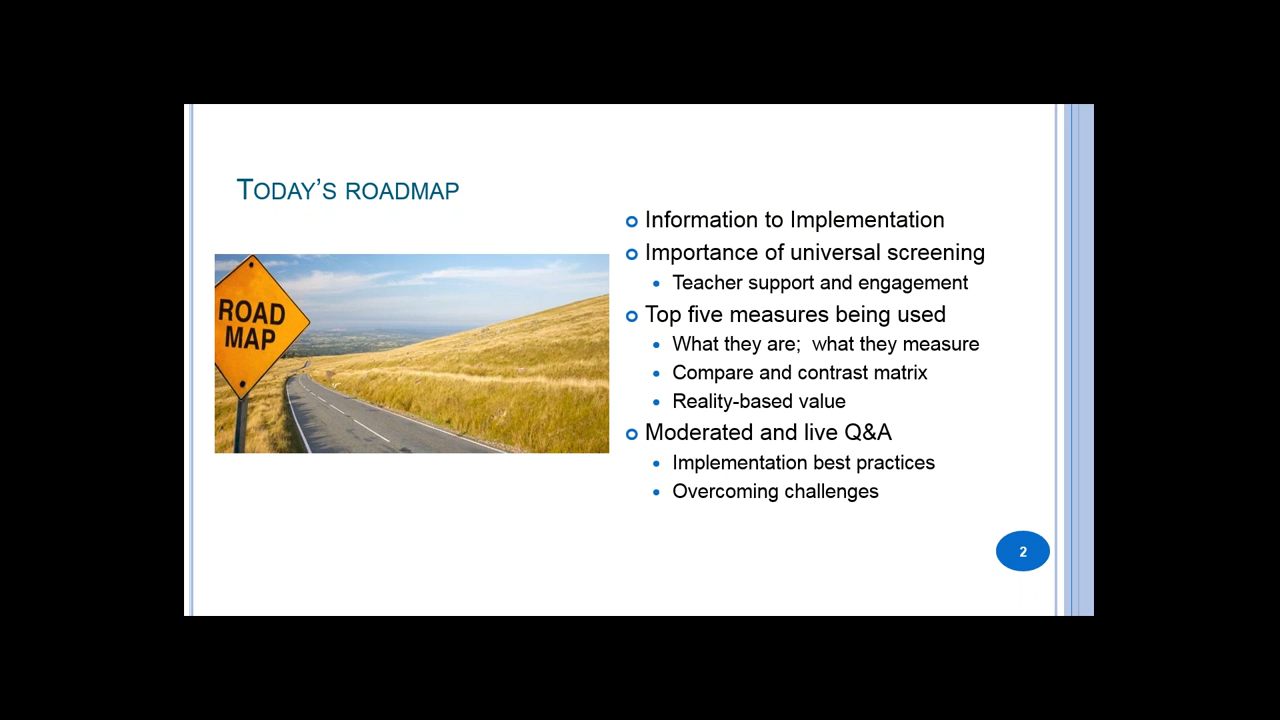 Today's roadmap
ROAD
MAP
Information to Implementation
Importance of universal screening
Teacher support and engagement
Top five measures being used
What they are;  what they measure
Compare and contrast matrix
Reality-based value
Moderated and live Q&A
Implementation best practices
Overcoming challenges
2